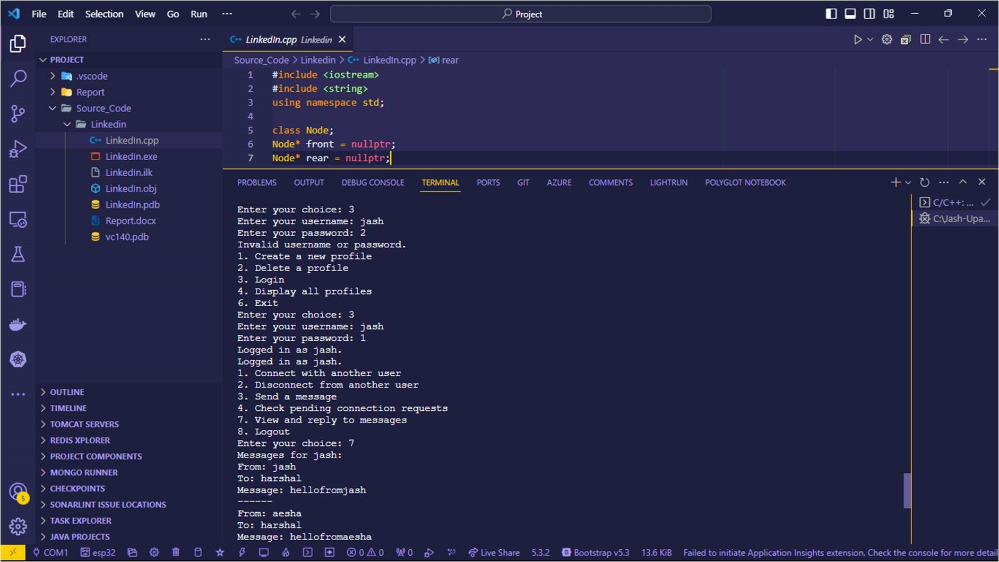 File Edit Selection View Go Run ··· Project
EXPLORER ···
PROJECT
.vscode
Report
Source_Code
Linkedin
LinkedIn.cpp
LinkedIn.exe
LinkedIn.ilk
LinkedIn.obj
LinkedIn.pdb
Report.docx
vc140.pdb
OUTLINE
TIMELINE
TOMCAT SERVERS
REDIS XPLORER
PROJECT COMPONENTS
MONGO RUNNER
CHECKPOINTS
SONARLINT ISSUE LOCATIONS
TASK EXPLORER
JAVA PROJECTS
5
LinkedIn.cpp Linkedin
Source_Code > Linkedin > LinkedIn.cpp > rear
1 #include <iostream>
2 #include <string>
3 using namespace std;
4
5 class Node;
6 Node* front = nullptr;
7 Node* rear = nullptr;
PROBLEMS OUTPUT DEBUG CONSOLE TERMINAL PORTS GIT AZURE COMMENTS LIGHTRUN POLYGLOT NOTEBOOK
Enter your choice: 3
Enter your username: jash
Enter your password: 2
Invalid username or password.
1. Create a new profile
2. Delete a profile
3. Login
4. Display all profiles
6. Exit
Enter your choice: 3
Enter your username: jash
Enter your password: 1
Logged in as jash.
Logged in as jash.
1. Connect with another user
2. Disconnect from another user
3. Send a message
4. Check pending connection requests
7. View and reply to messages
8. Logout
Enter your choice: 7
Messages for jash:
From: jash
To: harshal
Message: hellofromjash
------
From: aesha
To: harshal
Message: hellofromaesha
C/C++: ...
C:\Jash-Upa...
COM1 esp32 0 0 0 Live Share 5.3.2 Bootstrap v5.3 13.6 KiB Failed to initiate Application Insights extension. Check the console for more detail